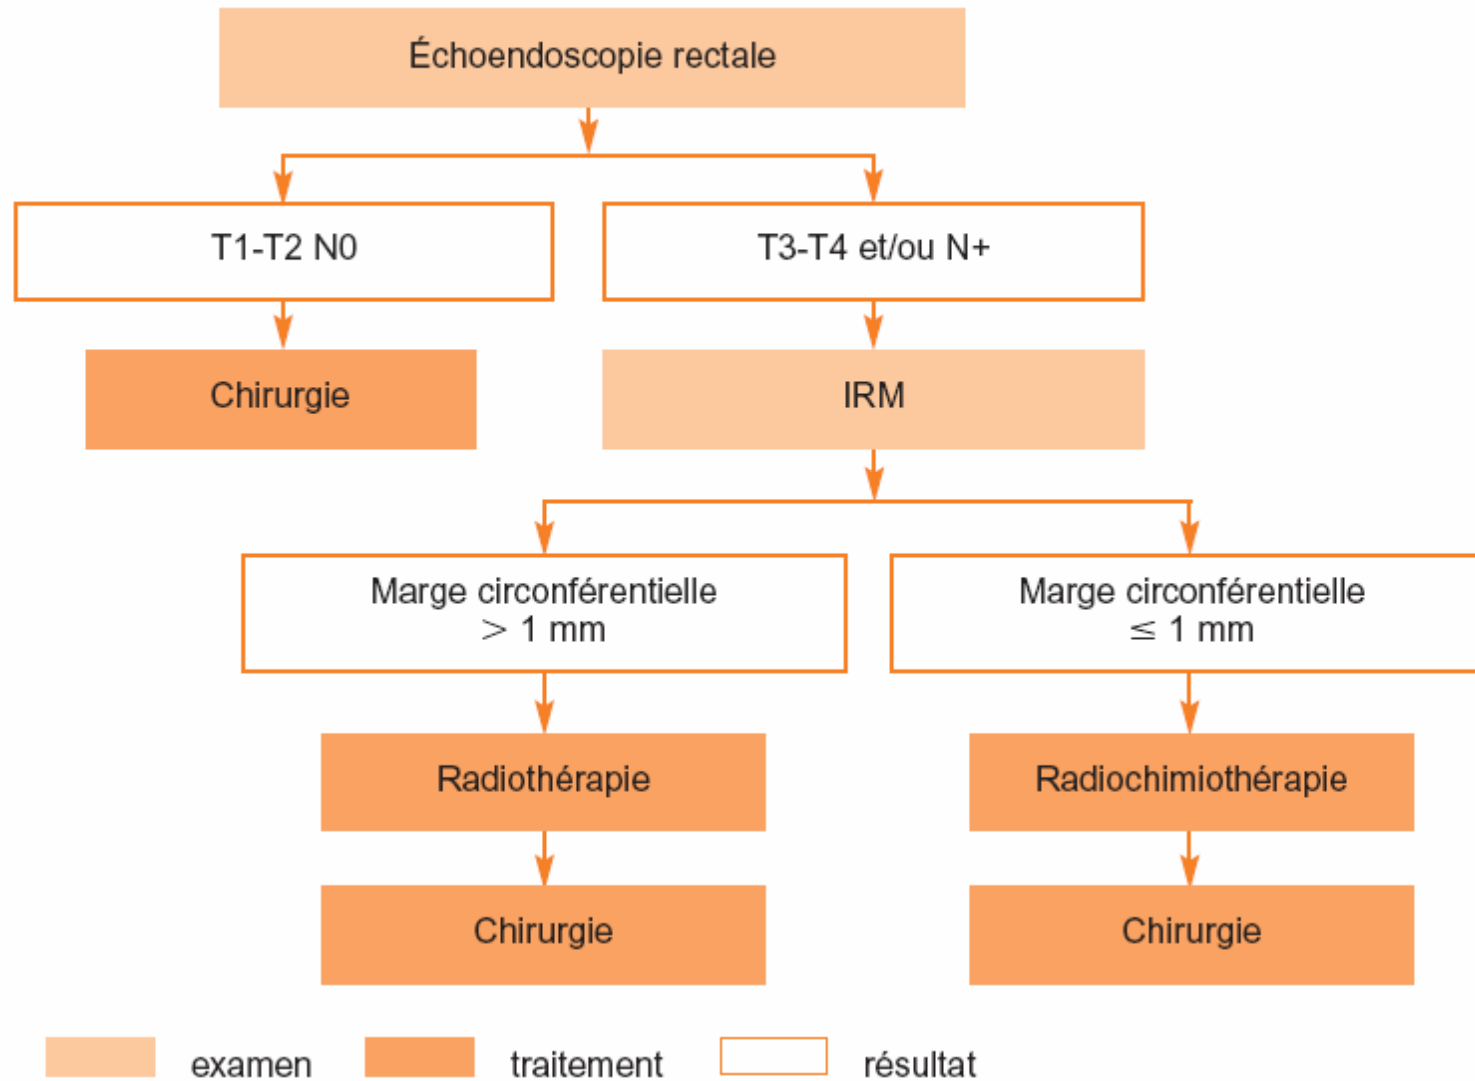 Échoendoscopie rectale
T1-T2 N0
T3-T4 et/ou N+
Chirurgie
IRM
Marge circonférentielle
> 1 mm
Marge circonférentielle
≤ 1 mm
Radiothérapie
Radiochimiothérapie
Chirurgie
Chirurgie
examen
traitement
résultat